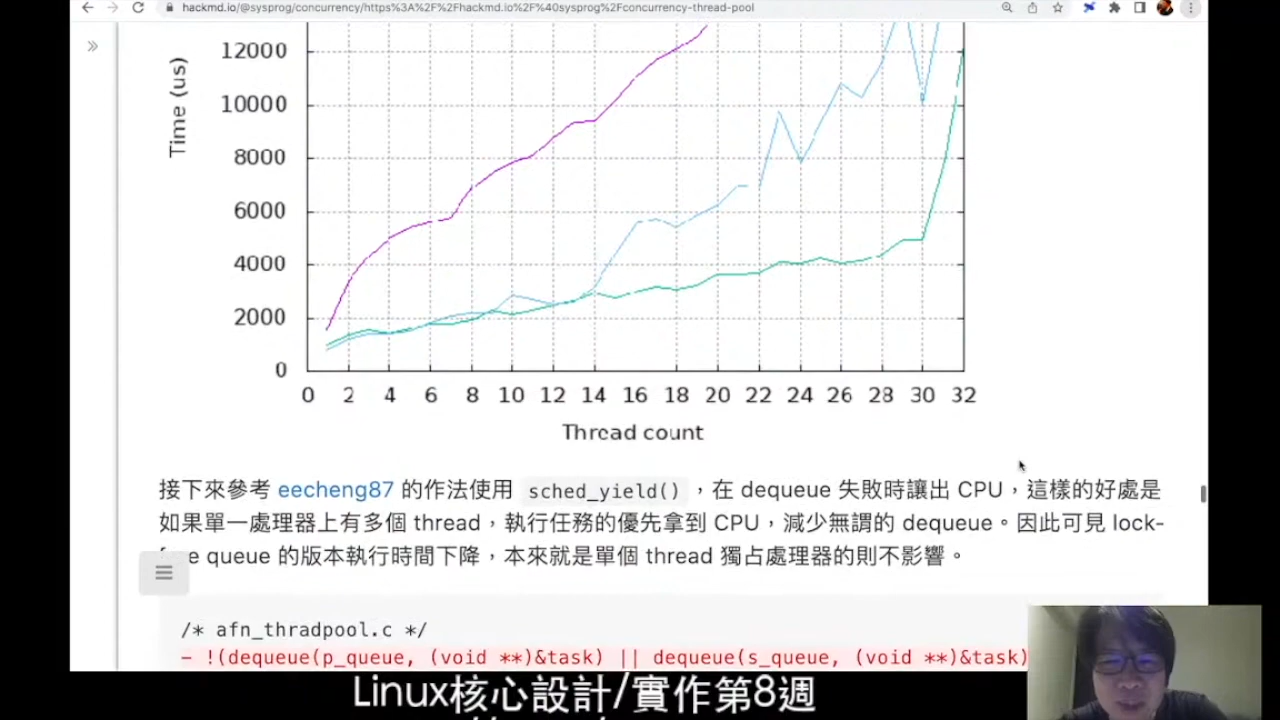 hackmd.io/@sysprog/concurrency/https%3A%2F%2Fhackmd.io%2F%40sysprog%2Fconcurrency-thread-pool
Time (us)
12000
10000
8000
6000
4000
2000
0
0 2 4 6 8 10 12 14 16 18 20 22 24 26 28 30 32
Thread count
接下來參考 eecheng87 的作法使用 sched_yield() ，在 dequeue 失敗時讓出 CPU，這樣的好處是
如果單一處理器上有多個 thread，執行任務的優先拿到 CPU，減少無謂的 dequeue。因此可見 lock-
e queue 的版本執行時間下降，本來就是單個 thread 獨占處理器的則不影響。
/* afn_thradpool.c */
- !(dequeue(p_queue, (void **)&task) || dequeue(s_queue, (void **)&task)
Linux核心設計/實作第8週